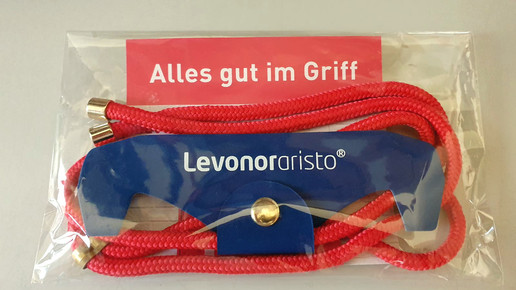 Alles gut im Griff
Levonoraristo®